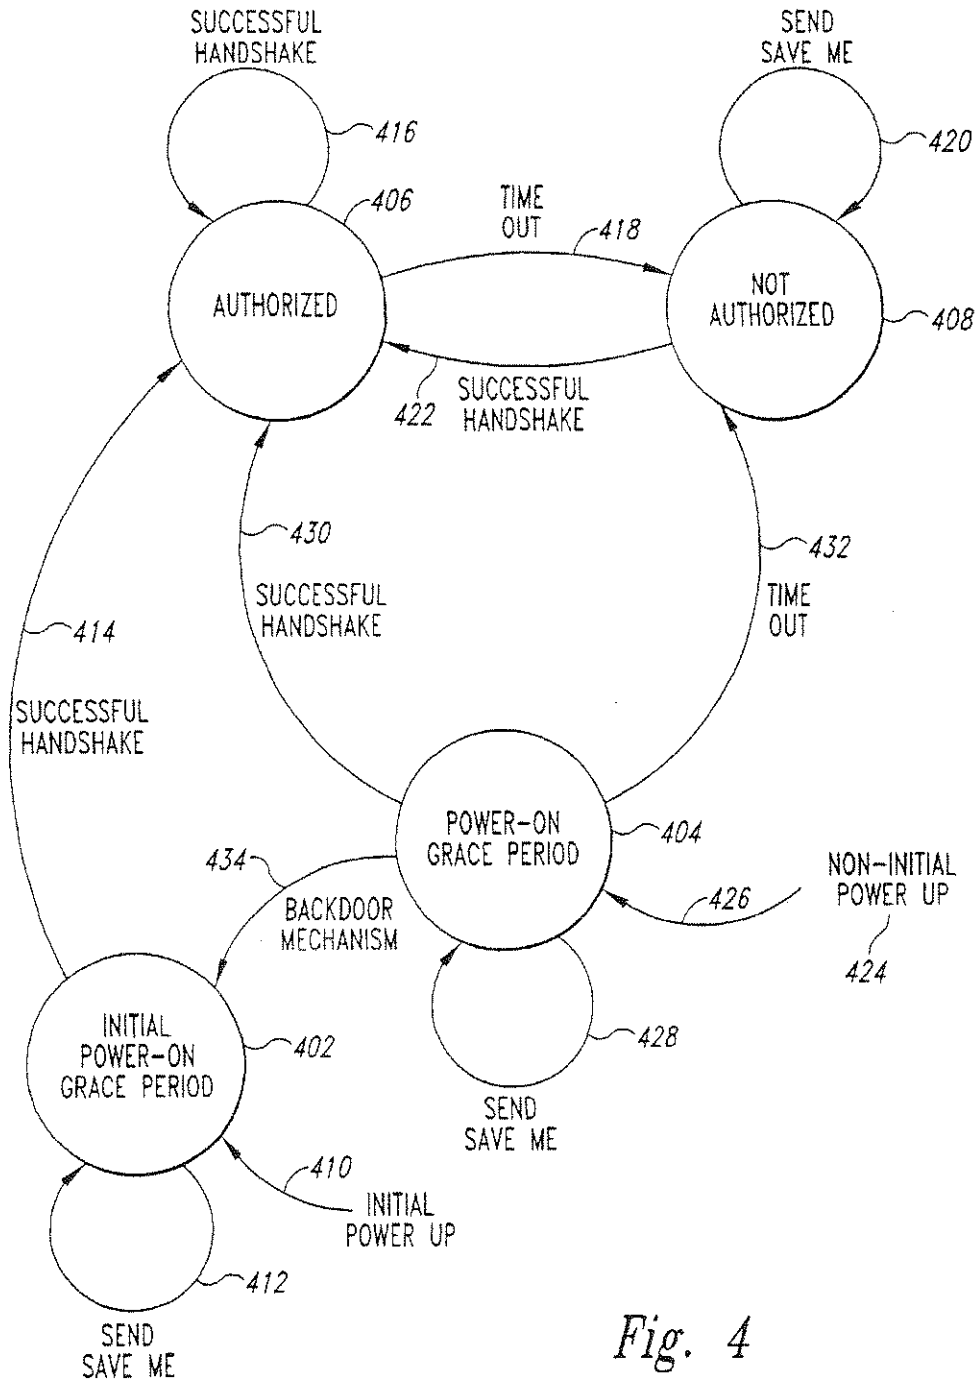 SUCCESSFUL
HANDSHAKE
416
406
AUTHORIZED
SEND
SAVE ME
420
TIME
OUT
418
NOT
AUTHORIZED
408
422
SUCCESSFUL
HANDSHAKE
430
SUCCESSFUL
HANDSHAKE
432
TIME
OUT
414
SUCCESSFUL
HANDSHAKE
POWER-ON
GRACE PERIOD
404
434
BACKDOOR
MECHANISM
426
NON-INITIAL
POWER UP
424
INITIAL
POWER-ON
GRACE PERIOD
402
428
SEND
SAVE ME
410
INITIAL
POWER UP
412
SEND
SAVE ME
Fig. 4